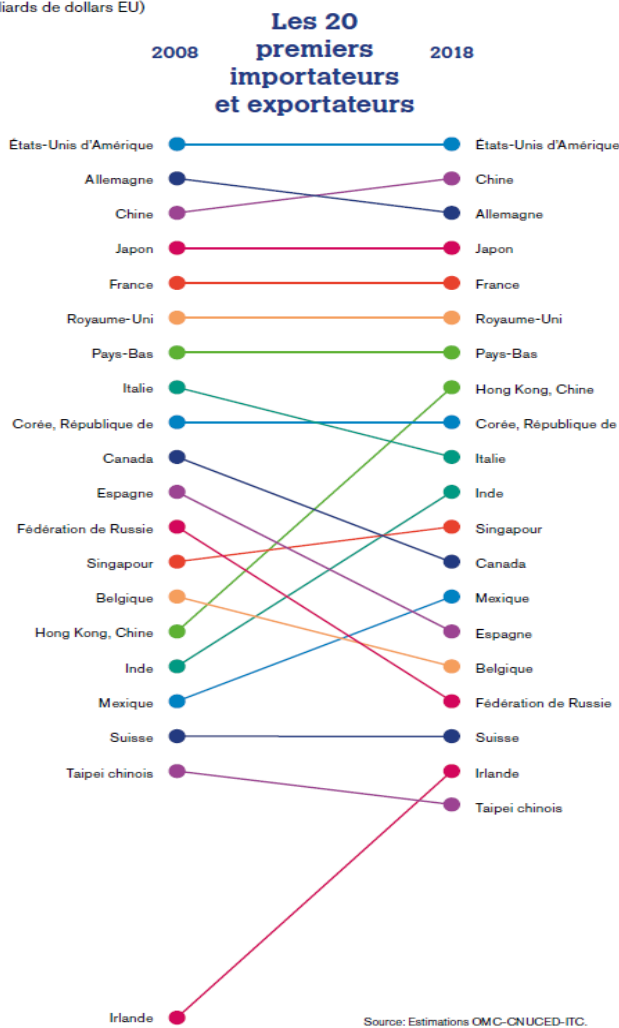 liards de dollars EU)
Les 20
premiers
importateurs
et exportateurs
2008
2018
États-Unis d'Amérique
États-Unis d'Amérique
Allemagne
Chine
Chine
Allemagne
Japon
Japon
France
France
Royaume-Uni
Royaume-Uni
Pays-Bas
Pays-Bas
Italie
Hong Kong, Chine
Corée, République de
Corée, République de
Canada
Italie
Espagne
Inde
Fédération de Russie
Singapour
Singapour
Canada
Belgique
Mexique
Hong Kong, Chine
Espagne
Inde
Belgique
Mexique
Fédération de Russie
Suisse
Suisse
Taipei chinois
Irlande
Taipei chinois
Irlande
Source: Estimations OMC-CNUCED-ITC.